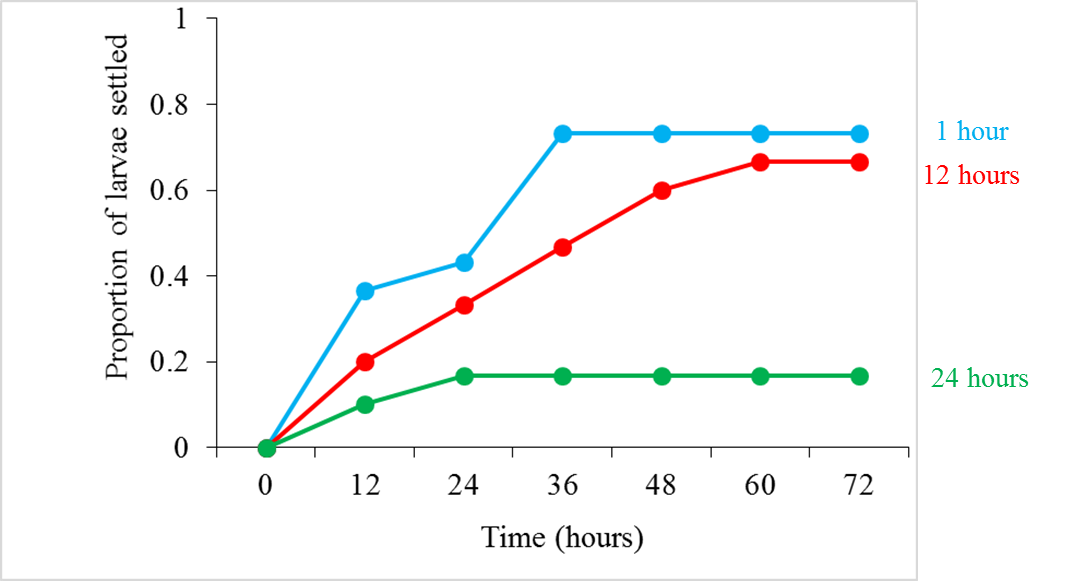 1
0.8
0.6
0.4
0.2
0
Proportion of larvae settled
0 12 24 36 48 60 72
Time (hours)
1 hour
12 hours
24 hours